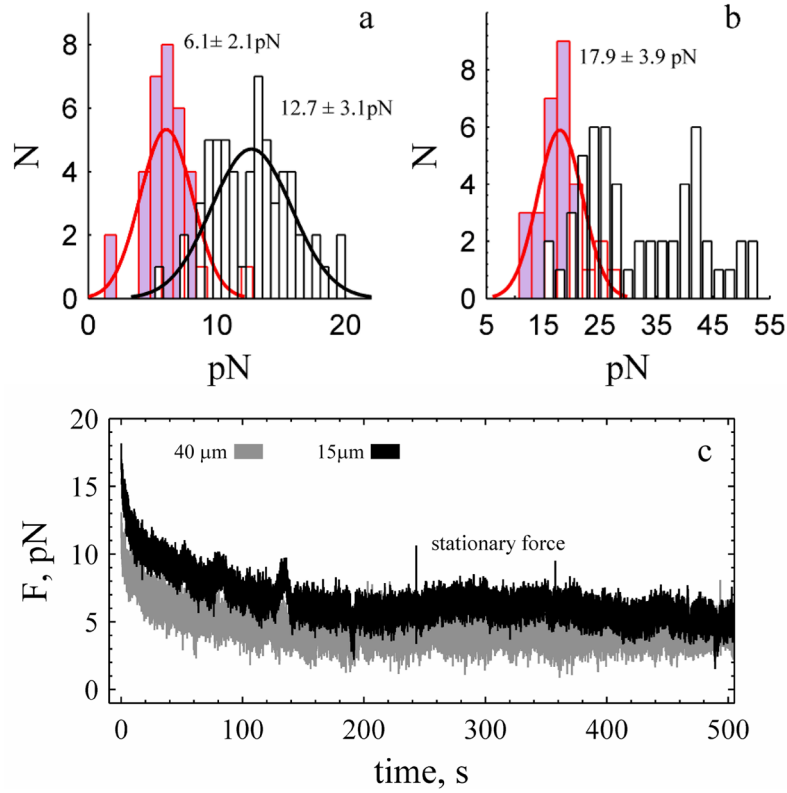 a
8
6.1± 2.1pN
6
12.7 ± 3.1pN
N
4
2
0
0 10 20
pN
b
8
17.9 ± 3.9 pN
6
N
4
2
0
5 15 25 35 45 55
pN
20
40 μm 15μm c
15
F, pN
10 stationary force
5
0
0 100 200 300 400 500
time, s